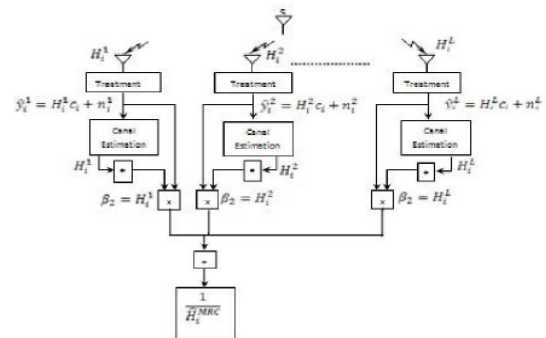 S
H_i^1
H_i^2
H_i^L
Treatment
Treatment
Treatment
ŷ_i^1 = H_i^1 c_i + n_i^1
ŷ_i^2 = H_i^2 c_i + n_i^2
ŷ_i^L = H_i^L c_i + n_i^L
Canal Estimation
Canal Estimation
Canal Estimation
H_i^1
*
*
H_i^2
*
H_i^L
β_2 = H_i^1
x
x
β_2 = H_i^2
x
β_2 = H_i^L
+
1
Ĥ_i^MRC